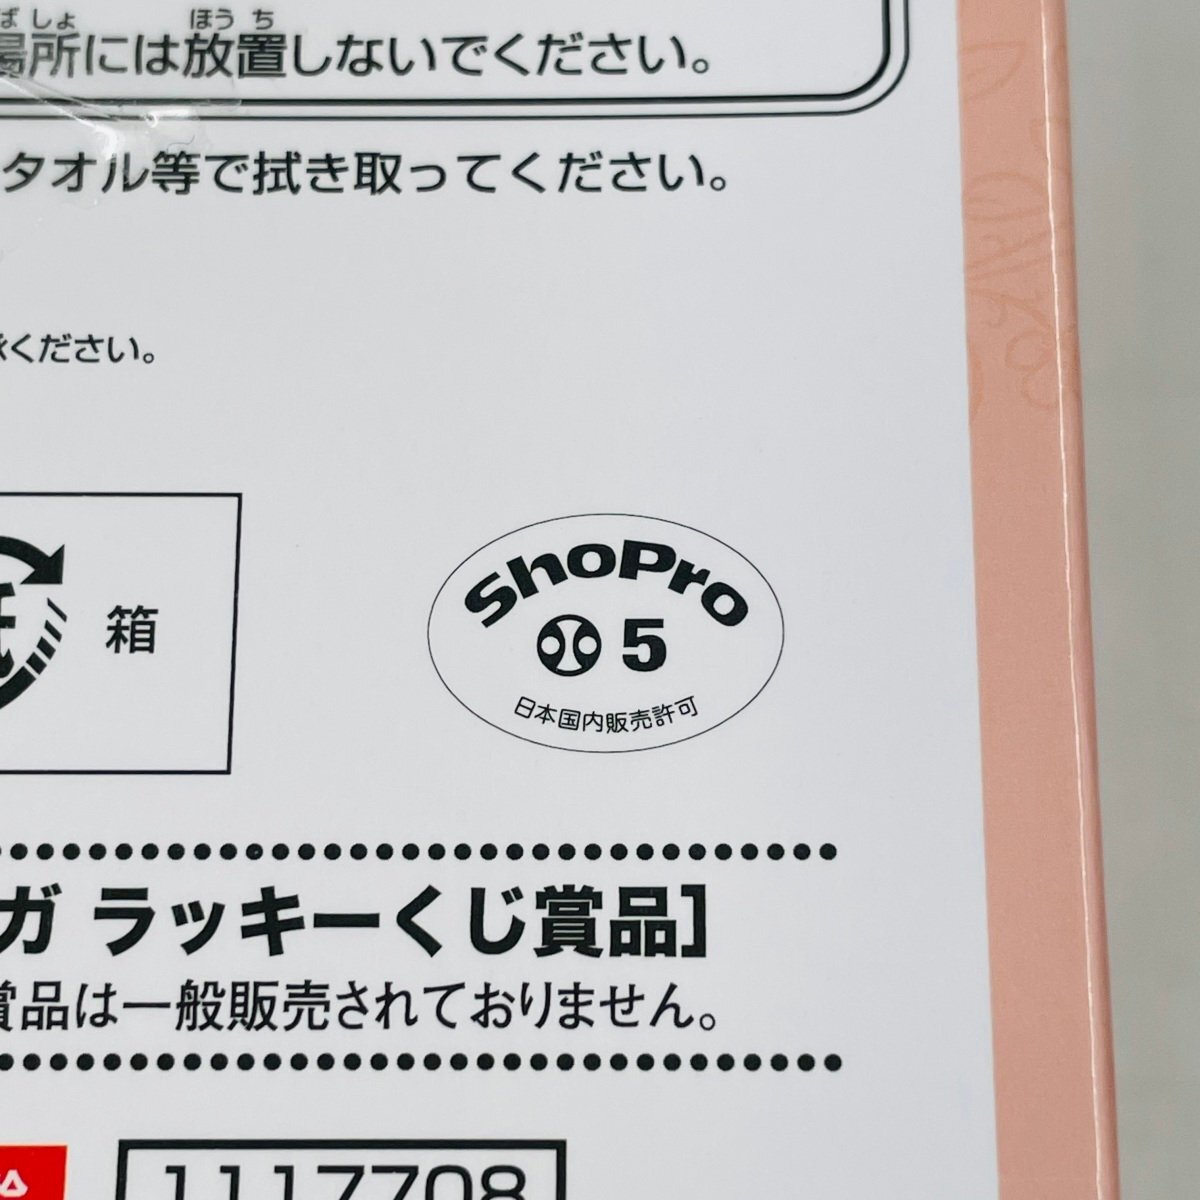 ばしょ ほうち
場所には放置しないでください。
タオル等で拭き取ってください。
承ください。
箱
ShoPro
5
日本国内販売許可
ガ ラッキーくじ賞品]
賞品は一般販売されておりません。
1117708